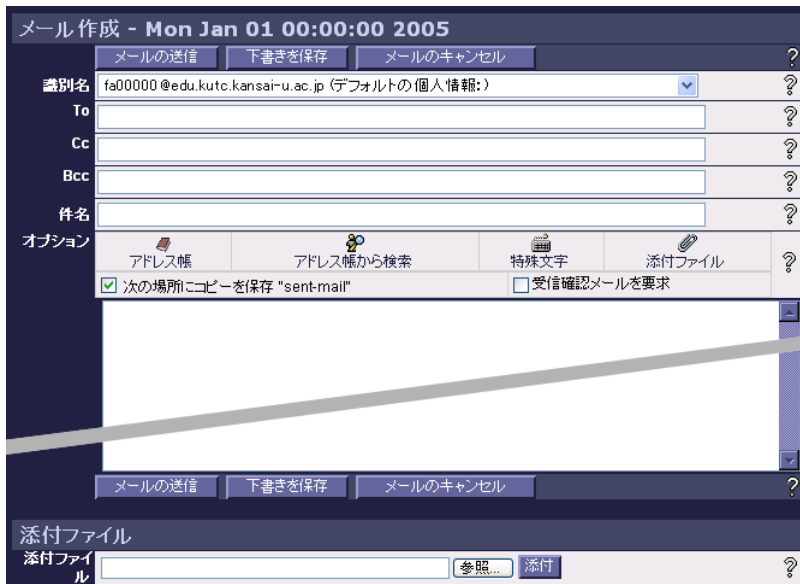 メール作成 - Mon Jan 01 00:00:00 2005
メールの送信 下書きを保存 メールのキャンセル ?
識別名 fa00000@edu.kutc.kansai-u.ac.jp (デフォルトの個人情報:) ?
To ?
Cc ?
Bcc ?
件名 ?
オプション アドレス帳 アドレス帳から検索 特殊文字 添付ファイル ?
次の場所にコピーを保存 "sent-mail" 受信確認メールを要求
メールの送信 下書きを保存 メールのキャンセル ?
添付ファイル
添付ファイル 参照... 添付 ?